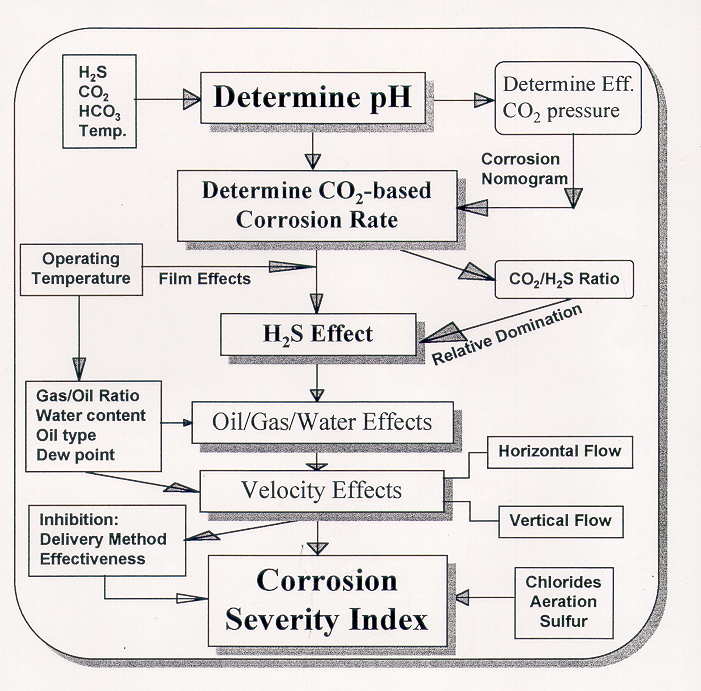 H₂S
CO₂
HCO₃
Temp.
Determine pH
Determine Eff.
CO₂ pressure
Corrosion
Nomogram
Determine CO₂-based
Corrosion Rate
Operating
Temperature
Film Effects
CO₂/H₂S Ratio
H₂S Effect
Relative Domination
Gas/Oil Ratio
Water content
Oil type
Dew point
Oil/Gas/Water Effects
Horizontal Flow
Velocity Effects
Vertical Flow
Inhibition:
Delivery Method
Effectiveness
Corrosion
Severity Index
Chlorides
Aeration
Sulfur